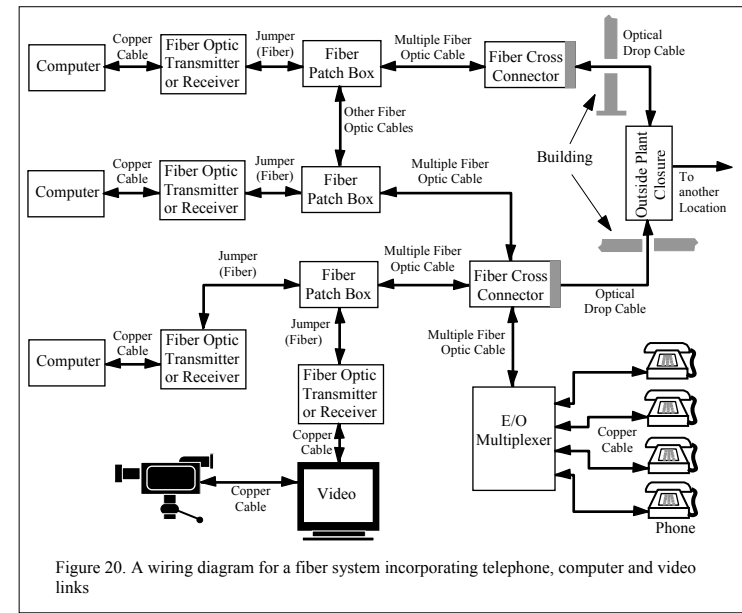 Computer
Copper
Cable
Fiber Optic
Transmitter
or Receiver
Jumper
(Fiber)
Fiber
Patch Box
Multiple Fiber
Optic Cable
Fiber Cross
Connector
Optical
Drop Cable
Other Fiber
Optic Cables
Building
Outside Plant
Closure
To
another
Location
Computer
Copper
Cable
Fiber Optic
Transmitter
or Receiver
Jumper
(Fiber)
Fiber
Patch Box
Multiple Fiber
Optic Cable
Jumper
(Fiber)
Fiber
Patch Box
Multiple Fiber
Optic Cable
Fiber Cross
Connector
Optical
Drop Cable
Computer
Copper
Cable
Fiber Optic
Transmitter
or Receiver
Jumper
(Fiber)
Multiple Fiber
Optic Cable
Fiber Optic
Transmitter
or Receiver
E/O
Multiplexer
Copper
Cable
Copper
Cable
Video
Copper
Cable
Phone
Figure 20. A wiring diagram for a fiber system incorporating telephone, computer and video
links